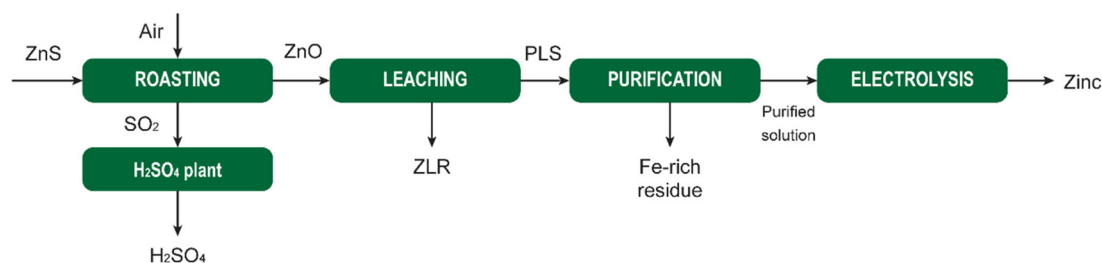 Air
ZnS
ZnO
PLS
ROASTING
LEACHING
PURIFICATION
ELECTROLYSIS
Zinc
SO₂
Purified
solution
H₂SO₄ plant
ZLR
Fe-rich
residue
H₂SO₄